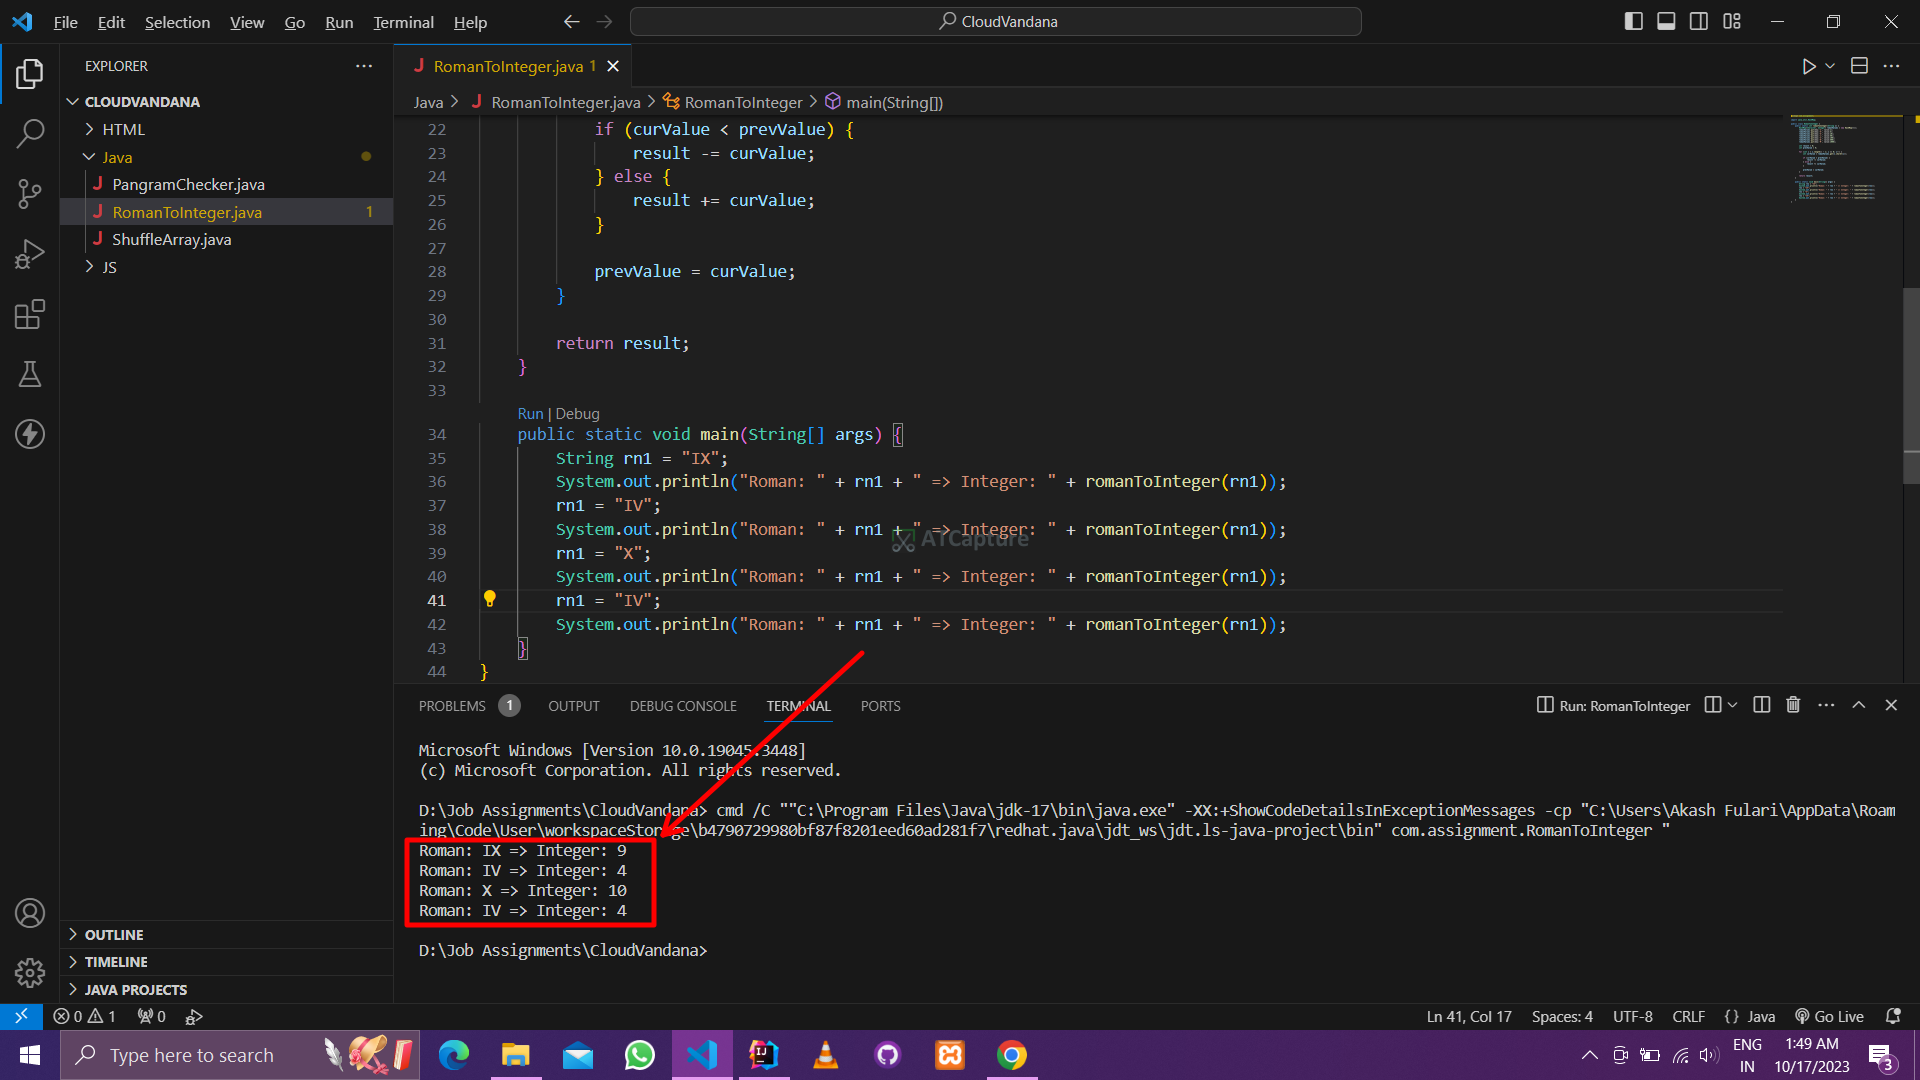 File Edit Selection View Go Run Terminal Help
CloudVandana
EXPLORER
CLOUDVANDANA
HTML
Java
PangramChecker.java
RomanToInteger.java 1
ShuffleArray.java
JS
OUTLINE
TIMELINE
JAVA PROJECTS
RomanToInteger.java 1
Java > RomanToInteger.java > RomanToInteger > main(String[])
22 if (curValue < prevValue) {
23 result -= curValue;
24 } else {
25 result += curValue;
26 }
27
28 prevValue = curValue;
29 }
30
31 return result;
32 }
33
Run | Debug
34 public static void main(String[] args) {
35 String rn1 = "IX";
36 System.out.println("Roman: " + rn1 + " => Integer: " + romanToInteger(rn1));
37 rn1 = "IV";
38 System.out.println("Roman: " + rn1 + " => Integer: " + romanToInteger(rn1));
ATCapture
39 rn1 = "X";
40 System.out.println("Roman: " + rn1 + " => Integer: " + romanToInteger(rn1));
41 rn1 = "IV";
42 System.out.println("Roman: " + rn1 + " => Integer: " + romanToInteger(rn1));
43 }
44 }
PROBLEMS 1 OUTPUT DEBUG CONSOLE TERMINAL PORTS
Run: RomanToInteger
Microsoft Windows [Version 10.0.19045.3448]
(c) Microsoft Corporation. All rights reserved.
D:\Job Assignments\CloudVandana> cmd /C ""C:\Program Files\Java\jdk-17\bin\java.exe" -XX:+ShowCodeDetailsInExceptionMessages -cp "C:\Users\Akash Fulari\AppData\Roam
ing\Code\User\workspaceStorage\b4790729980bf87f8201eed60ad281f7\redhat.java\jdt_ws\jdt.ls-java-project\bin" com.assignment.RomanToInteger "
Roman: IX => Integer: 9
Roman: IV => Integer: 4
Roman: X => Integer: 10
Roman: IV => Integer: 4
D:\Job Assignments\CloudVandana>
0 1 0
Ln 41, Col 17 Spaces: 4 UTF-8 CRLF {} Java Go Live
Type here to search
ENG
IN
1:49 AM
10/17/2023
3